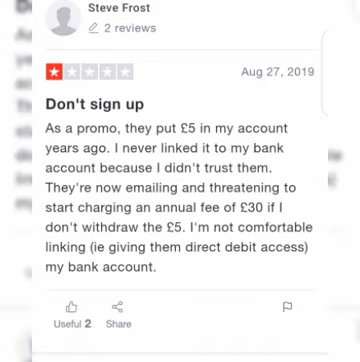 Steve Frost
2 reviews
Aug 27, 2019
Don't sign up
As a promo, they put £5 in my account
years ago. I never linked it to my bank
account because I didn't trust them.
They're now emailing and threatening to
start charging an annual fee of £30 if I
don't withdraw the £5. I'm not comfortable
linking (ie giving them direct debit access)
my bank account.
Useful 2 Share